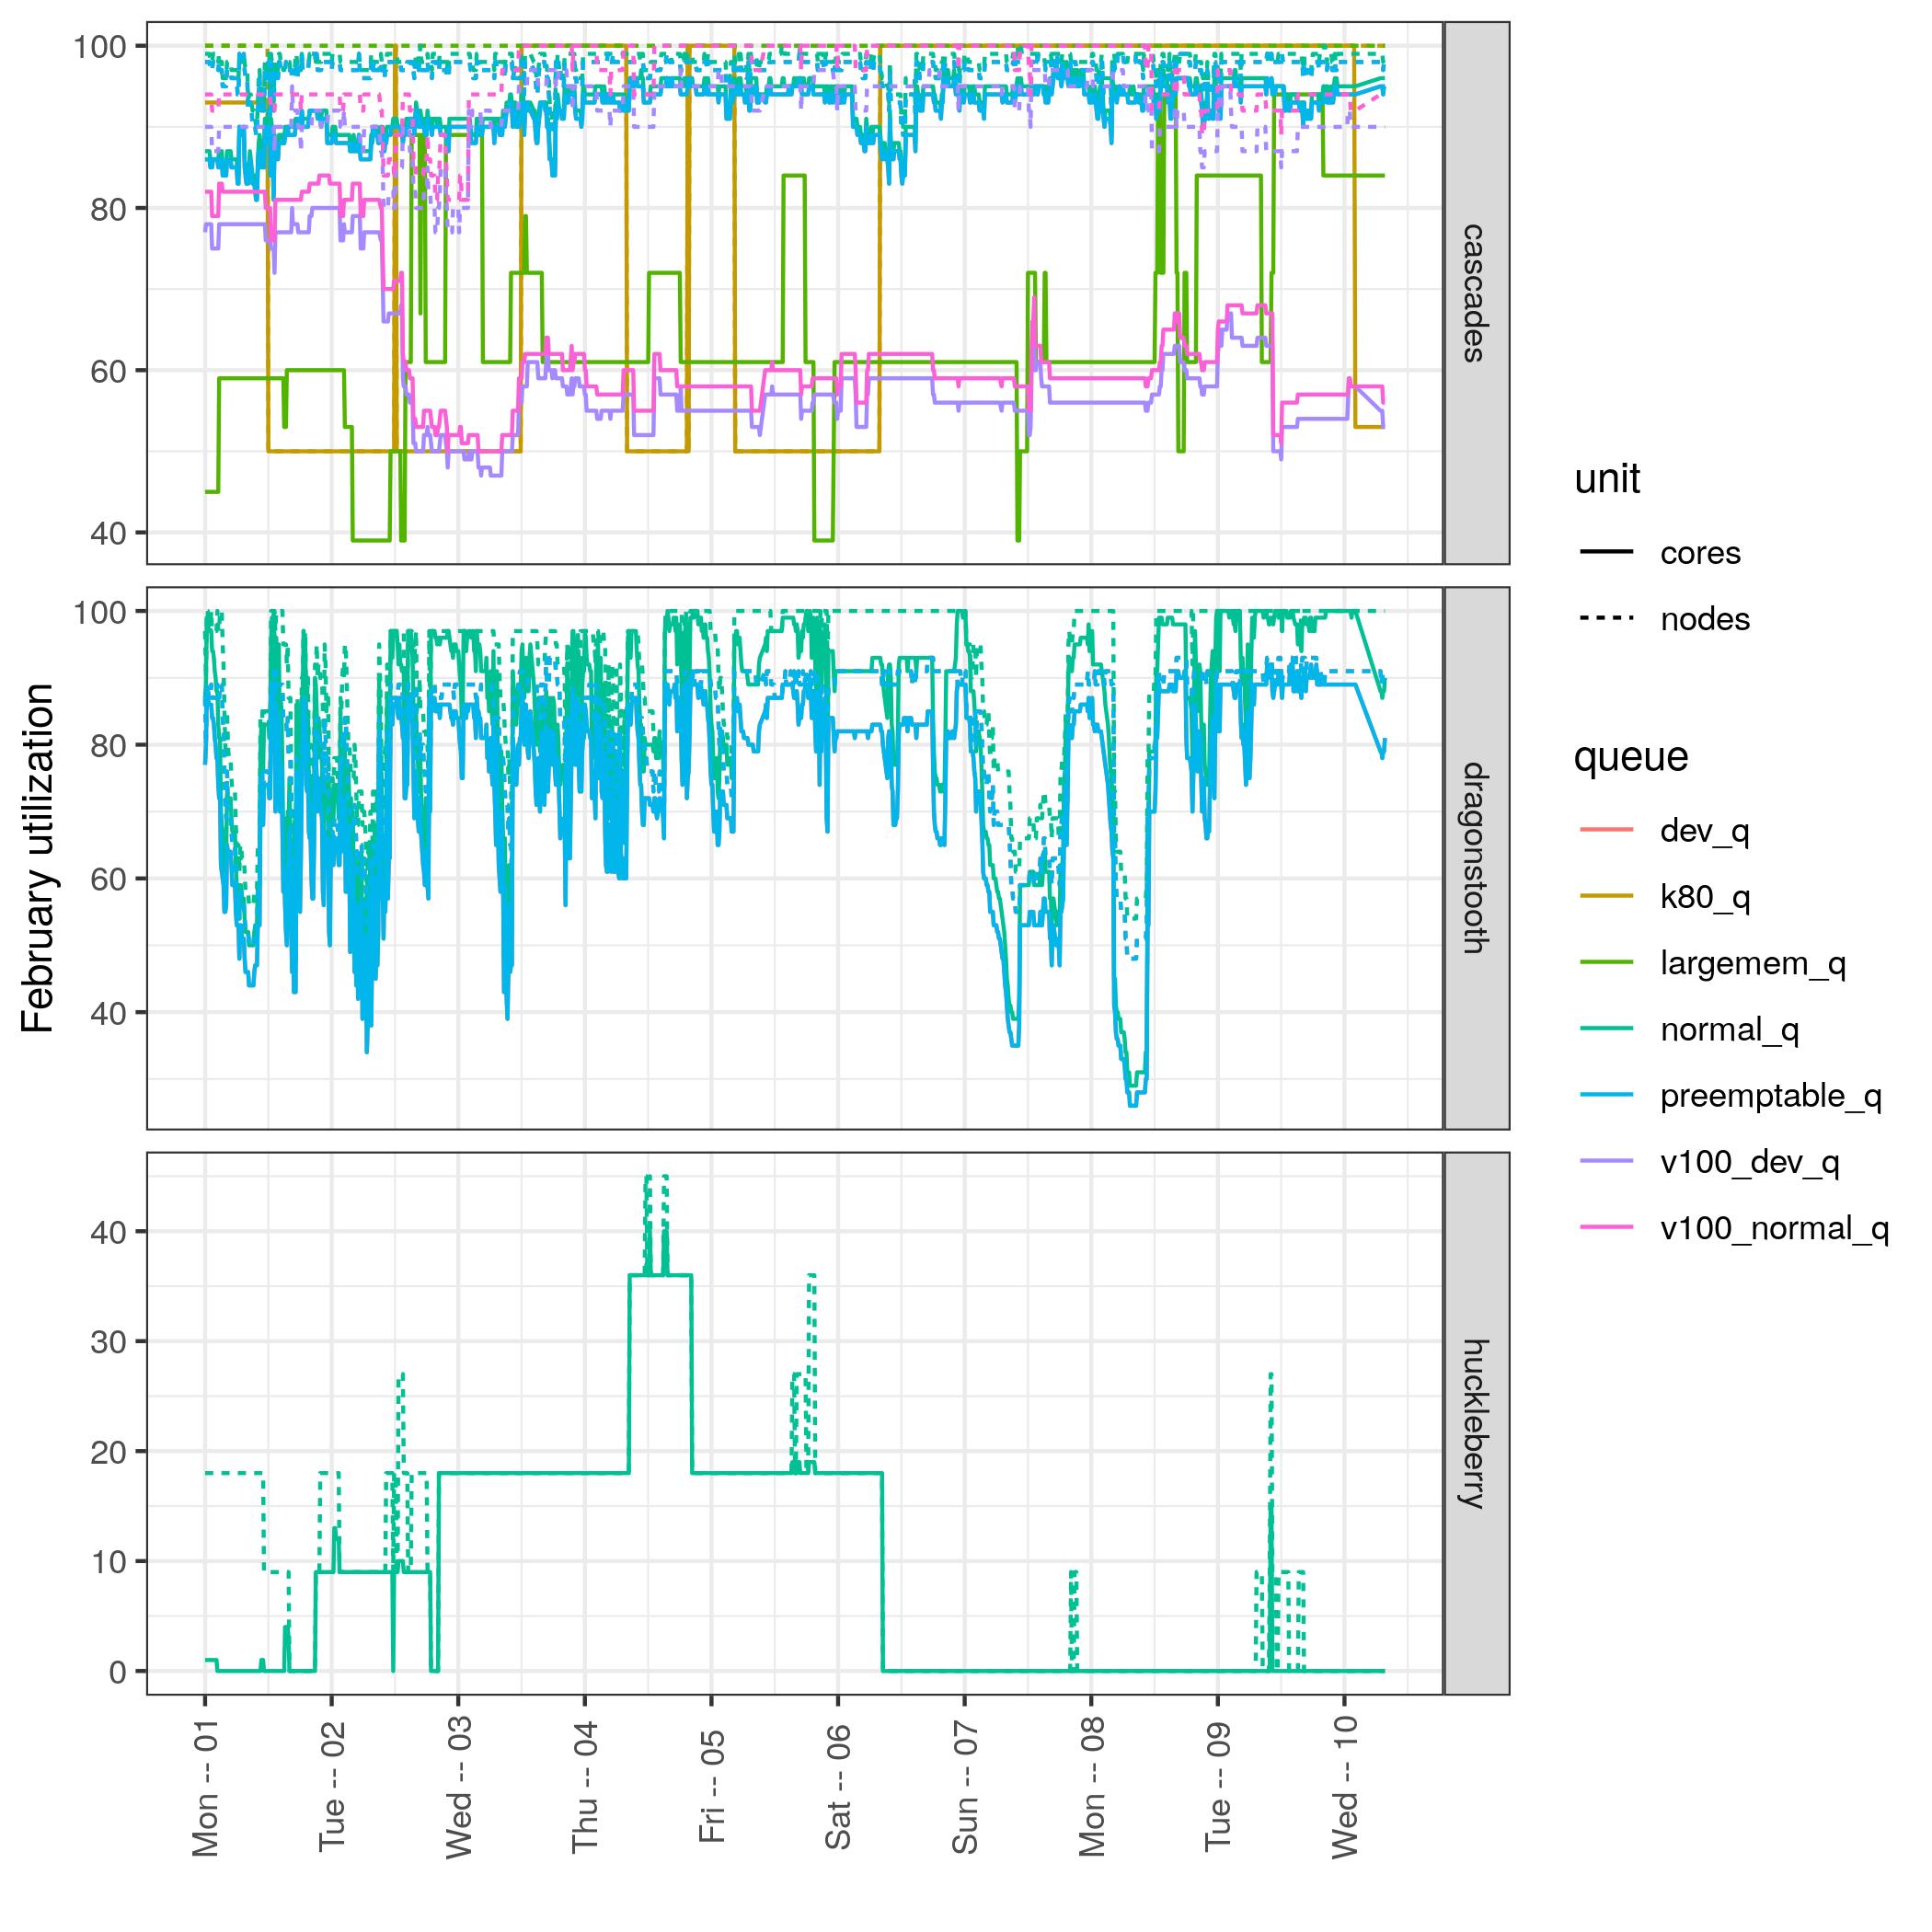 February utilization
100
80
60
40
cascades
100
80
60
40
dragonstooth
40
30
20
10
0
huckleberry
Mon -- 01
Tue -- 02
Wed -- 03
Thu -- 04
Fri -- 05
Sat -- 06
Sun -- 07
Mon -- 08
Tue -- 09
Wed -- 10
unit
cores
nodes
queue
dev_q
k80_q
largemem_q
normal_q
preemptable_q
v100_dev_q
v100_normal_q